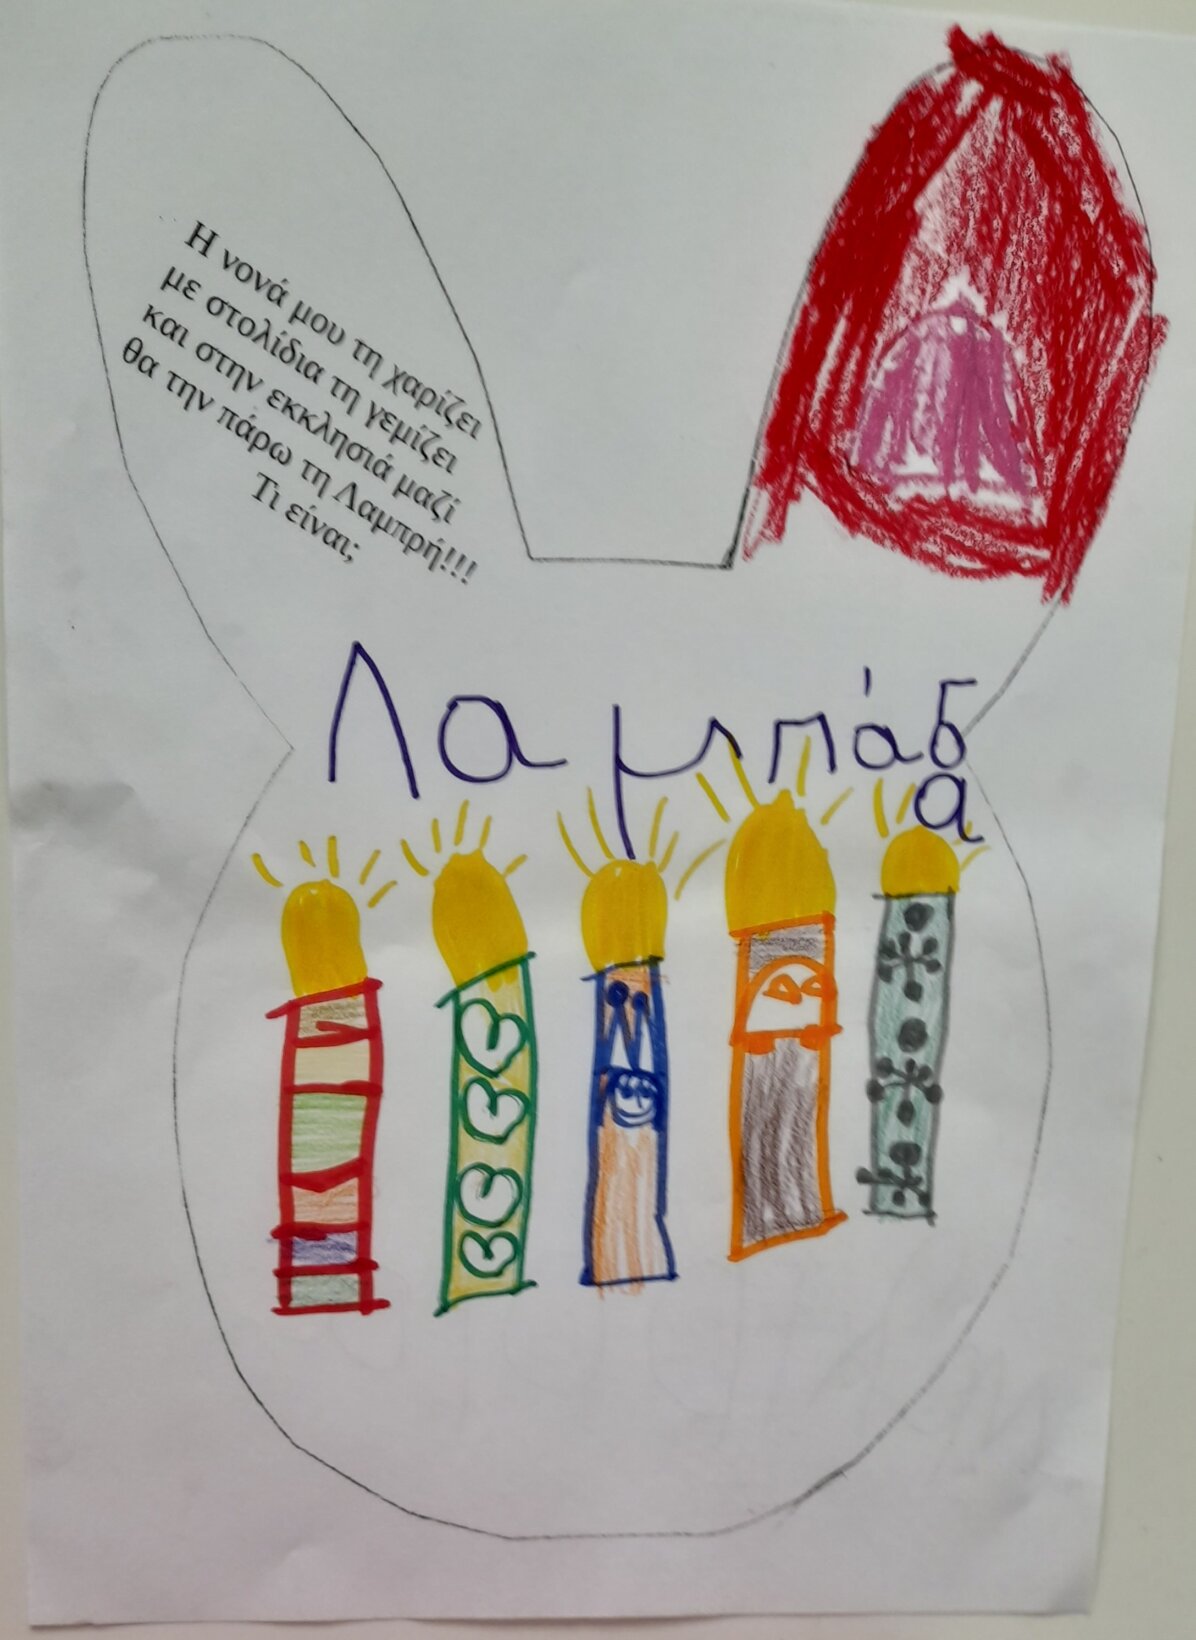 Η νονά μου τη χαρίζει
με στολίδια τη γεμίζει
και στην εκκλησιά μαζί
θα την πάρω τη Λαμπρή!!!
Τι είναι;
Λαμπάδ
α